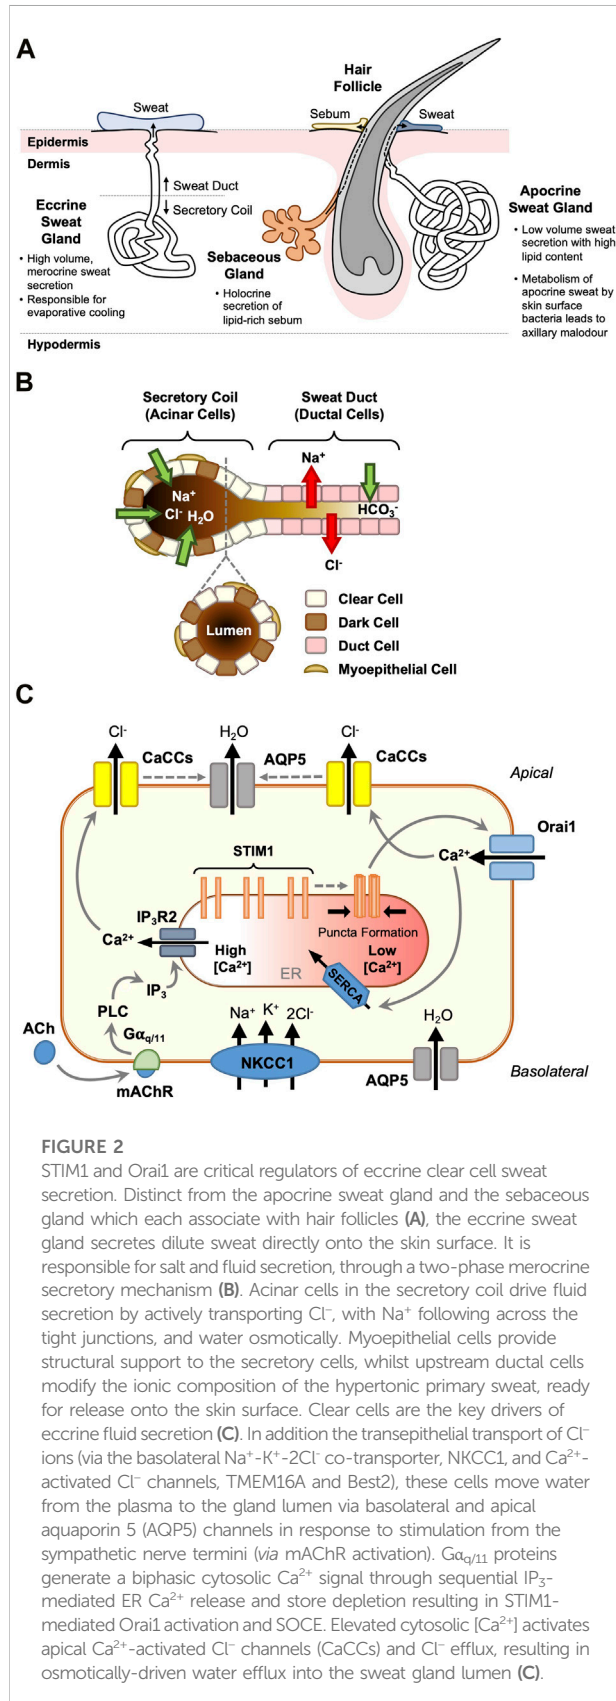 A
Hair
Follicle
Sweat
Sebum
Sweat
Epidermis
Dermis
Sweat Duct
Secretory Coil
Eccrine
Sweat
Gland
• High volume,
merocrine sweat
secretion
• Responsible for
evaporative cooling
Sebaceous
Gland
• Holocrine
secretion of
lipid-rich sebum
Apocrine
Sweat Gland
• Low volume sweat
secretion with high
lipid content
• Metabolism of
apocrine sweat by
skin surface
bacteria leads to
axillary malodour
Hypodermis
B
Secretory Coil
(Acinar Cells)
Sweat Duct
(Ductal Cells)
Na⁺
Na⁺
Cl⁻ H₂O
HCO₃⁻
Cl⁻
Lumen
Clear Cell
Dark Cell
Duct Cell
Myoepithelial Cell
C
Cl⁻
H₂O
Cl⁻
CaCCs
AQP5
CaCCs
Apical
Orai1
STIM1
Ca²⁺
IP₃R2
Puncta Formation
Ca²⁺
High
[Ca²⁺]
Low
[Ca²⁺]
ER
SERCA
IP₃
PLC
Na⁺
K⁺
2Cl⁻
H₂O
ACh
Gα_q/11
NKCC1
AQP5
Basolateral
mAChR
FIGURE 2
STIM1 and Orai1 are critical regulators of eccrine clear cell sweat
secretion. Distinct from the apocrine sweat gland and the sebaceous
gland which each associate with hair follicles (A), the eccrine sweat
gland secretes dilute sweat directly onto the skin surface. It is
responsible for salt and fluid secretion, through a two-phase merocrine
secretory mechanism (B). Acinar cells in the secretory coil drive fluid
secretion by actively transporting Cl⁻, with Na⁺ following across the
tight junctions, and water osmotically. Myoepithelial cells provide
structural support to the secretory cells, whilst upstream ductal cells
modify the ionic composition of the hypertonic primary sweat, ready
for release onto the skin surface. Clear cells are the key drivers of
eccrine fluid secretion (C). In addition the transepithelial transport of Cl⁻
ions (via the basolateral Na⁺-K⁺-2Cl⁻ co-transporter, NKCC1, and Ca²⁺-
activated Cl⁻ channels, TMEM16A and Best2), these cells move water
from the plasma to the gland lumen via basolateral and apical
aquaporin 5 (AQP5) channels in response to stimulation from the
sympathetic nerve termini (via mAChR activation). Gα_q/11 proteins
generate a biphasic cytosolic Ca²⁺ signal through sequential IP₃-
mediated ER Ca²⁺ release and store depletion resulting in STIM1-
mediated Orai1 activation and SOCE. Elevated cytosolic [Ca²⁺] activates
apical Ca²⁺-activated Cl⁻ channels (CaCCs) and Cl⁻ efflux, resulting in
osmotically-driven water efflux into the sweat gland lumen (C).